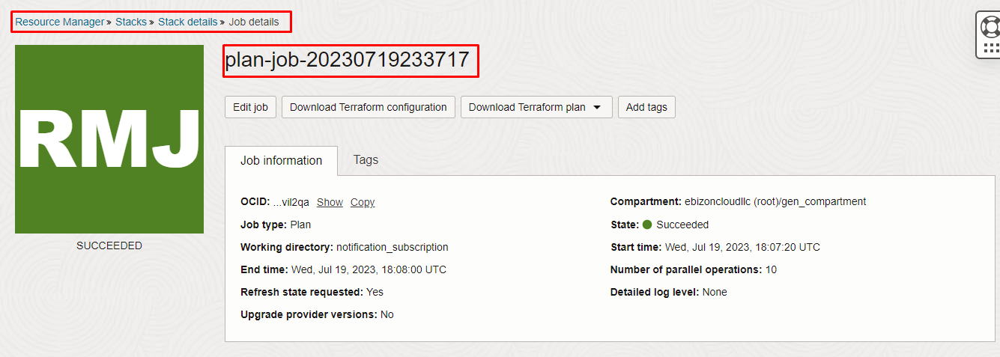 Resource Manager » Stacks » Stack details » Job details
plan-job-20230719233717
RMJ
SUCCEEDED
Edit job
Download Terraform configuration
Download Terraform plan
Add tags
Job information
Tags
OCID: ...vil2qa Show Copy
Compartment: ebizoncloudllc (root)/gen_compartment
Job type: Plan
State: Succeeded
Working directory: notification_subscription
Start time: Wed, Jul 19, 2023, 18:07:20 UTC
End time: Wed, Jul 19, 2023, 18:08:00 UTC
Number of parallel operations: 10
Refresh state requested: Yes
Detailed log level: None
Upgrade provider versions: No